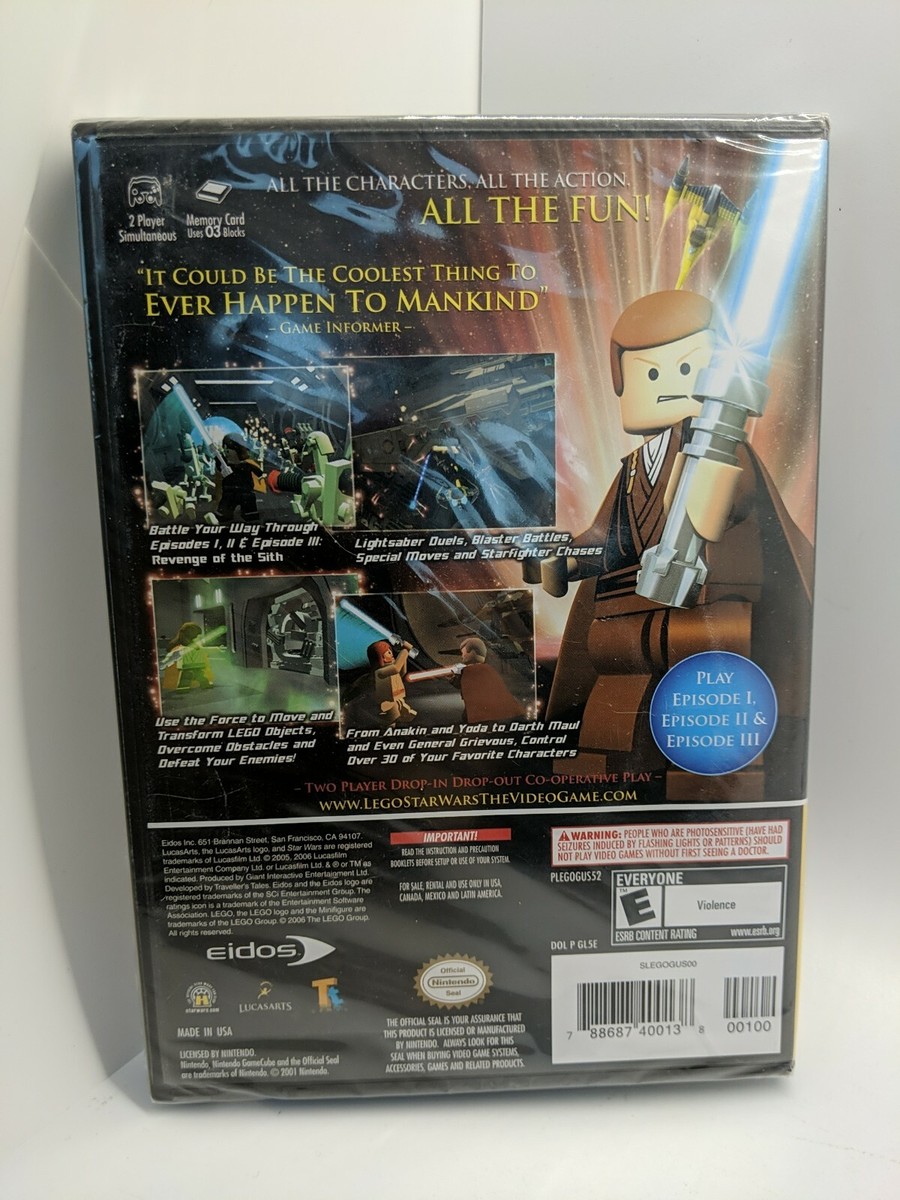 ALL THE CHARACTERS. ALL THE ACTION.
ALL THE FUN!
2 Player
Simultaneous
Memory Card
Uses 03 Blocks
"IT COULD BE THE COOLEST THING TO
EVER HAPPEN TO MANKIND"
– GAME INFORMER –
Battle Your Way Through
Episodes I, II & Episode III:
Revenge of the Sith
Lightsaber Duels, Blaster Battles,
Special Moves and Starfighter Chases
Use the Force to Move and
Transform LEGO Objects,
Overcome Obstacles and
Defeat Your Enemies!
From Anakin and Yoda to Darth Maul
and Even General Grievous, Control
Over 30 of Your Favorite Characters
PLAY
EPISODE I,
EPISODE II &
EPISODE III
– TWO PLAYER DROP-IN DROP-OUT CO-OPERATIVE PLAY –
WWW.LEGOSTARWARSTHEVIDEOGAME.COM
Eidos Inc. 651 Brannan Street, San Francisco, CA 94107.
LucasArts, the LucasArts logo, and Star Wars are registered
trademarks of Lucasfilm Ltd. © 2005, 2006 Lucasfilm
Entertainment Company Ltd. or Lucasfilm Ltd. & ® or TM as
indicated. Produced by Giant Interactive Entertainment Ltd.
Developed by Traveller's Tales. Eidos and the Eidos logo are
registered trademarks of the SCi Entertainment Group. The
ratings icon is a trademark of the Entertainment Software
Association. LEGO, the LEGO logo and the Minifigure are
trademarks of the LEGO Group. © 2006 The LEGO Group.
All rights reserved.
IMPORTANT!
READ THE INSTRUCTION AND PRECAUTION
BOOKLETS BEFORE SETUP OR USE OF YOUR SYSTEM.
FOR SALE, RENTAL AND USE ONLY IN USA,
CANADA, MEXICO AND LATIN AMERICA.
WARNING: PEOPLE WHO ARE PHOTOSENSITIVE (HAVE HAD
SEIZURES INDUCED BY FLASHING LIGHTS OR PATTERNS) SHOULD
NOT PLAY VIDEO GAMES WITHOUT FIRST SEEING A DOCTOR.
PLEGOGUS52
EVERYONE
E
TM
Violence
ESRB CONTENT RATING
www.esrb.org
DOL P GL5E
eidos
starwars.com
LUCASARTS
TT
Official
Nintendo
Seal
SLEGOGUS00
7 88687 40013 8
00100
MADE IN USA
THE OFFICIAL SEAL IS YOUR ASSURANCE THAT
THIS PRODUCT IS LICENSED OR MANUFACTURED
BY NINTENDO. ALWAYS LOOK FOR THIS
SEAL WHEN BUYING VIDEO GAME SYSTEMS,
ACCESSORIES, GAMES AND RELATED PRODUCTS.
LICENSED BY NINTENDO.
Nintendo, Nintendo GameCube and the Official Seal
are trademarks of Nintendo. © 2001 Nintendo.